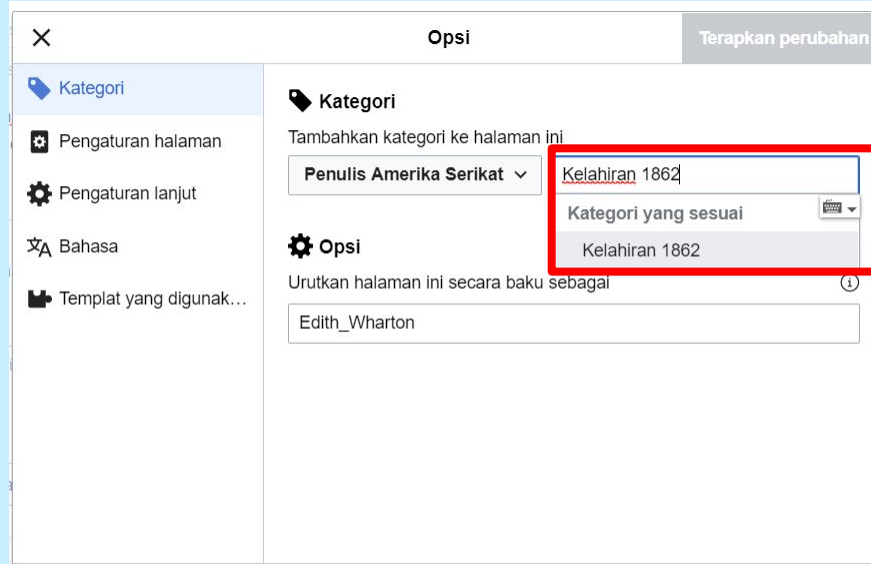 Opsi
Terapkan perubahan
Kategori
Pengaturan halaman
Pengaturan lanjut
Bahasa
Templat yang digunak...
Kategori
Tambahkan kategori ke halaman ini
Penulis Amerika Serikat
Kelahiran 1862
Kategori yang sesuai
Kelahiran 1862
Opsi
Urutkan halaman ini secara baku sebagai
Edith_Wharton